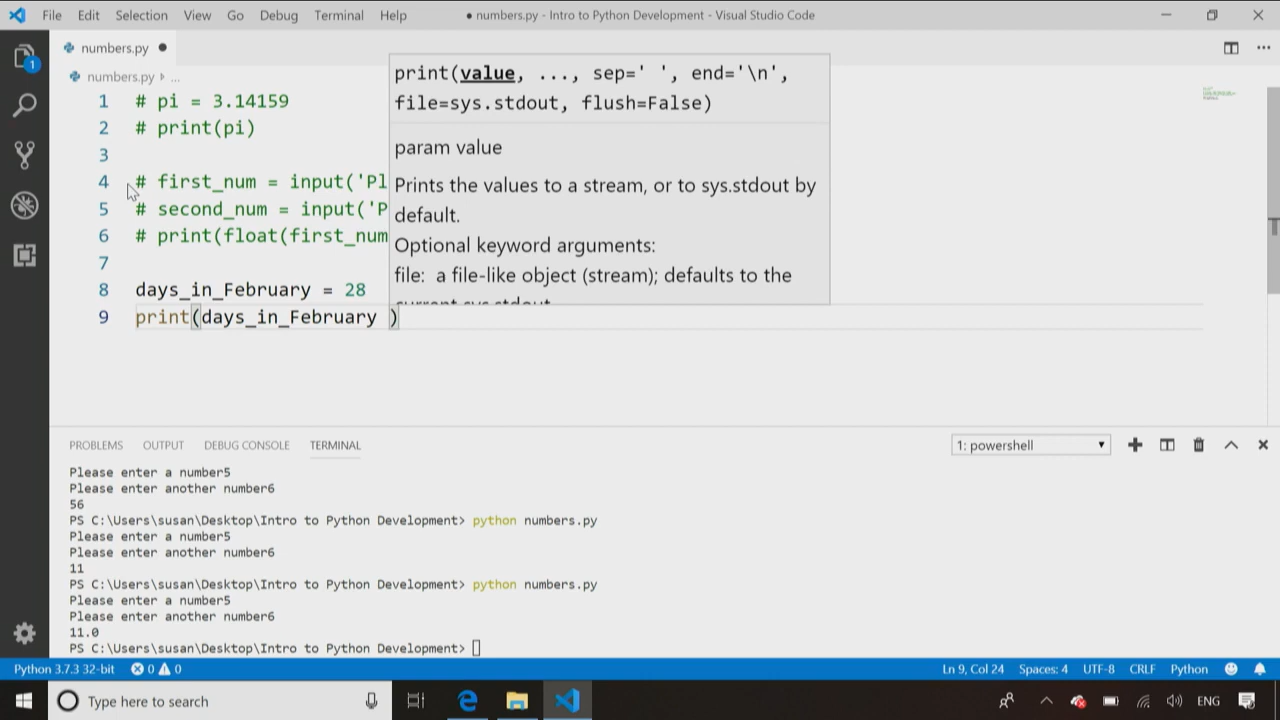 File Edit Selection View Go Debug Terminal Help
● numbers.py - Intro to Python Development - Visual Studio Code
numbers.py ●
numbers.py ▸ ...
1 # pi = 3.14159
2 # print(pi)
3
4 # first_num = input('Pl
5 # second_num = input('P
6 # print(float(first_num
7
8 days_in_February = 28
9 print(days_in_February )
print(value, ..., sep=' ', end='\n',
file=sys.stdout, flush=False)
param value
Prints the values to a stream, or to sys.stdout by
default.
Optional keyword arguments:
file: a file-like object (stream); defaults to the
current sys.stdout.
PROBLEMS OUTPUT DEBUG CONSOLE TERMINAL
1: powershell
Please enter a number5
Please enter another number6
56
PS C:\Users\susan\Desktop\Intro to Python Development> python numbers.py
Please enter a number5
Please enter another number6
11
PS C:\Users\susan\Desktop\Intro to Python Development> python numbers.py
Please enter a number5
Please enter another number6
11.0
PS C:\Users\susan\Desktop\Intro to Python Development>
1
Python 3.7.3 32-bit 0 0
Ln 9, Col 24 Spaces: 4 UTF-8 CRLF Python
Type here to search
ENG